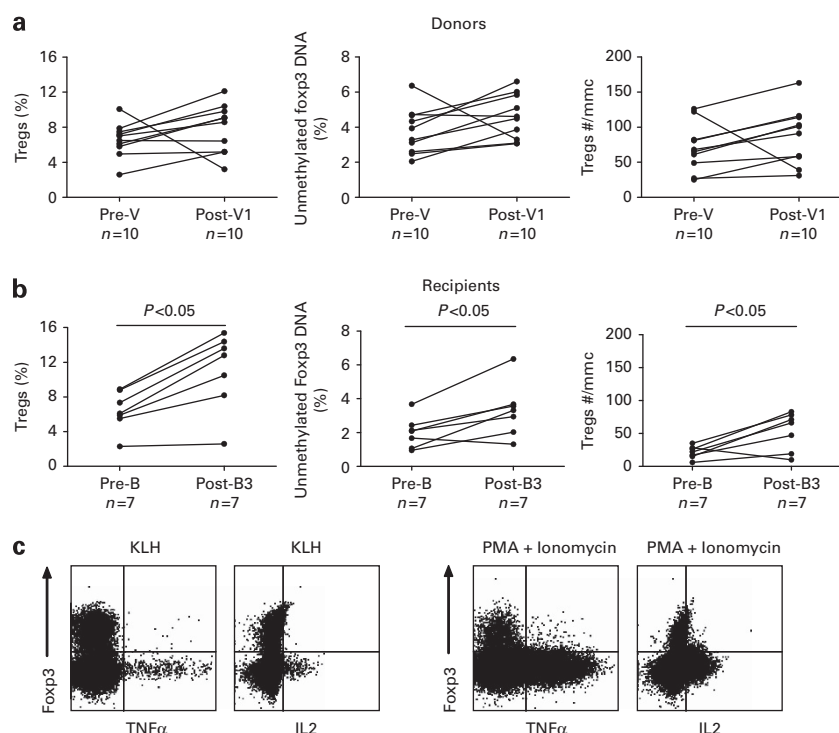 a
Donors
Tregs (%)
16
12
8
4
0
Pre-V
Post-V1
n=10
n=10
Unmethylated foxp3 DNA
(%)
8
6
4
2
0
Pre-V
Post-V1
n=10
n=10
Tregs #/mmc
200
150
100
50
0
Pre-V
Post-V1
n=10
n=10
b
Recipients
Tregs (%)
P<0.05
16
12
8
4
0
Pre-B
Post-B3
n=7
n=7
Unmethylated Foxp3 DNA
(%)
P<0.05
8
6
4
2
0
Pre-B
Post-B3
n=7
n=7
Tregs #/mmc
P<0.05
200
150
100
50
0
Pre-B
Post-B3
n=7
n=7
c
KLH
KLH
PMA + Ionomycin
PMA + Ionomycin
Foxp3
TNFα
IL2
Foxp3
TNFα
IL2